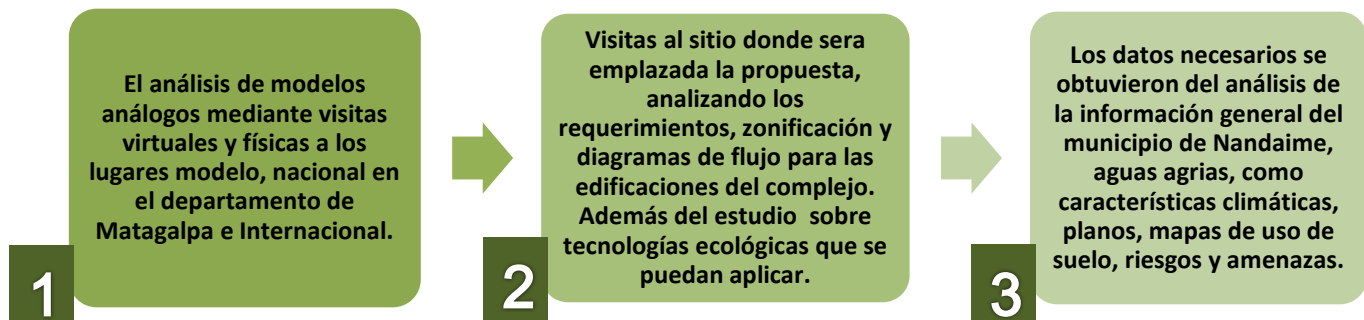 El análisis de modelos
análogos mediante visitas
virtuales y físicas a los
lugares modelo, nacional en
el departamento de
Matagalpa e Internacional.
1
Visitas al sitio donde sera
emplazada la propuesta,
analizando los
requerimientos, zonificación y
diagramas de flujo para las
edificaciones del complejo.
Además del estudio sobre
tecnologías ecológicas que se
puedan aplicar.
2
Los datos necesarios se
obtuvieron del análisis de
la información general del
municipio de Nandaime,
aguas agrias, como
características climáticas,
planos, mapas de uso de
suelo, riesgos y amenazas.
3